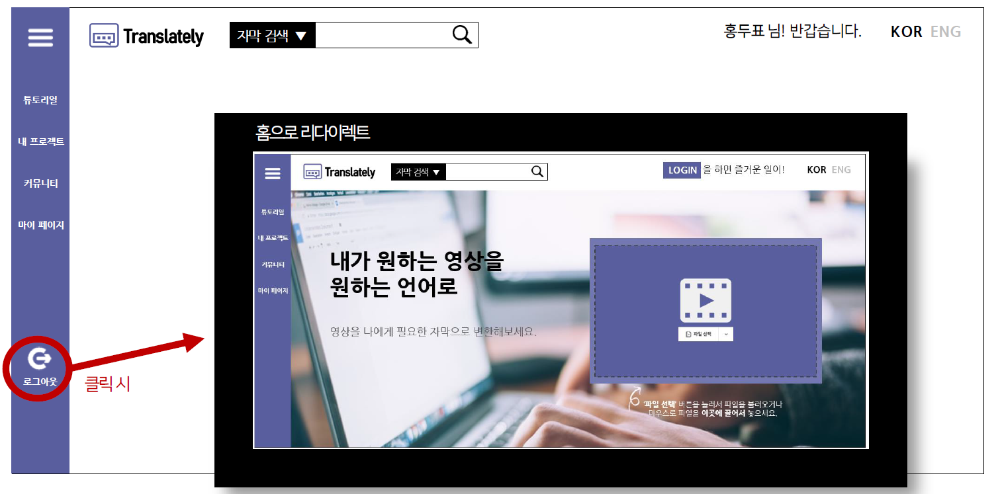 Translately
자막 검색 ▼
홍두표 님! 반갑습니다.
KOR ENG
튜토리얼
내 프로젝트
커뮤니티
마이 페이지
로그아웃
클릭 시
홈으로 리다이렉트
Translately
자막 검색 ▼
LOGIN 을 하면 즐거운 일이!
KOR ENG
튜토리얼
내 프로젝트
커뮤니티
마이 페이지
내가 원하는 영상을
원하는 언어로
영상을 나에게 필요한 자막으로 변환해보세요.
파일 선택
'파일 선택' 버튼을 눌러서 파일을 불러오거나
마우스로 파일을 이곳에 끌어서 놓으세요.